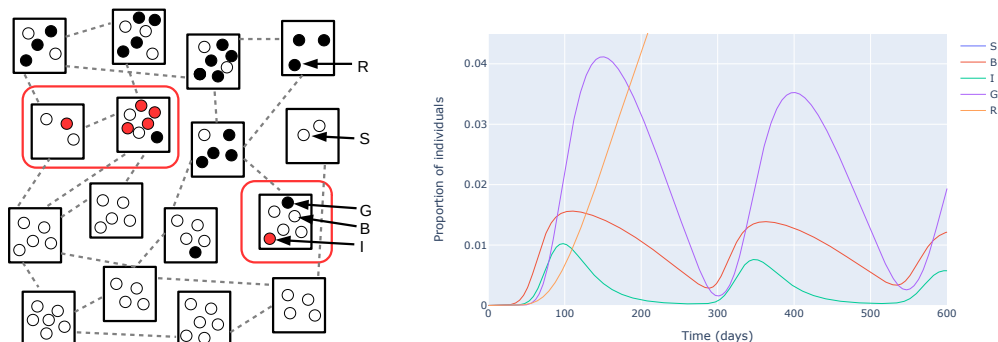 R
S
G
B
I
Proportion of individuals
0.04
0.03
0.02
0.01
0
0 100 200 300 400 500 600
Time (days)
S
B
I
G
R